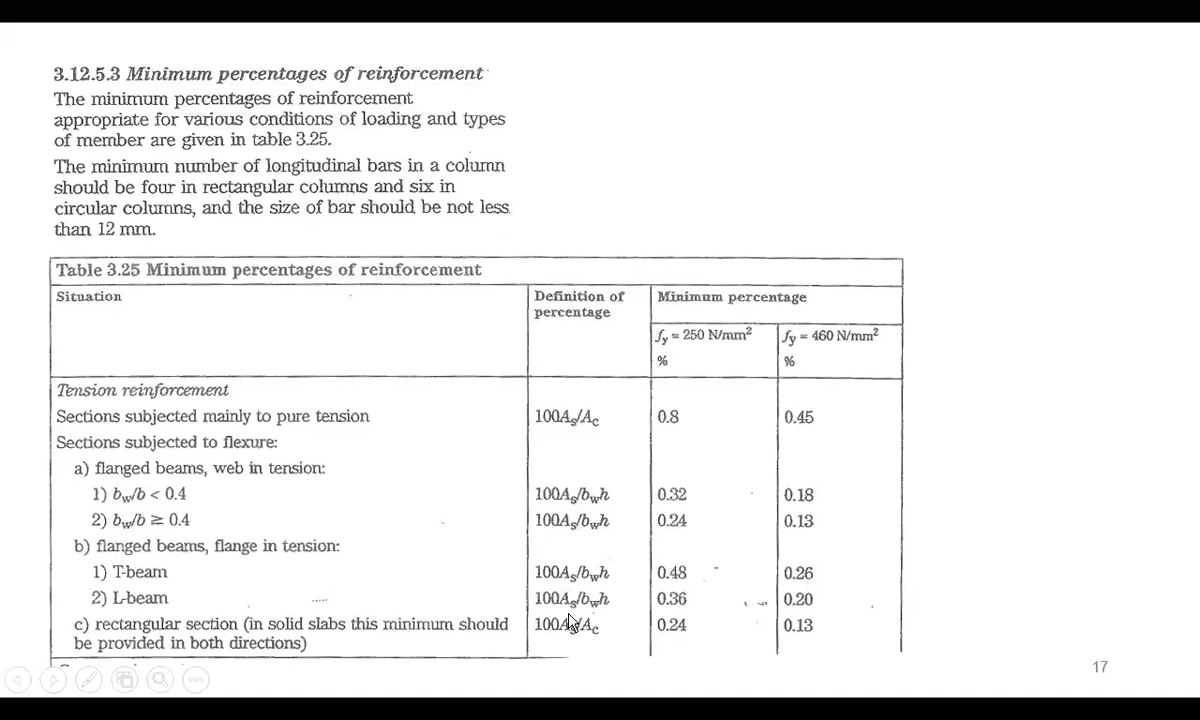 3.12.5.3 Minimum percentages of reinforcement
The minimum percentages of reinforcement
appropriate for various conditions of loading and types
of member are given in table 3.25.
The minimum number of longitudinal bars in a column
should be four in rectangular columns and six in
circular columns, and the size of bar should be not less
than 12 mm.
Table 3.25 Minimum percentages of reinforcement
Situation Definition of percentage Minimum percentage
fy = 250 N/mm² % fy = 460 N/mm² %
Tension reinforcement
Sections subjected mainly to pure tension 100As/Ac 0.8 0.45
Sections subjected to flexure:
a) flanged beams, web in tension:
1) bw/b < 0.4 100As/bwh 0.32 0.18
2) bw/b ≥ 0.4 100As/bwh 0.24 0.13
b) flanged beams, flange in tension:
1) T-beam 100As/bwh 0.48 0.26
2) L-beam 100As/bwh 0.36 0.20
c) rectangular section (in solid slabs this minimum should 100As/Ac 0.24 0.13
be provided in both directions)
17